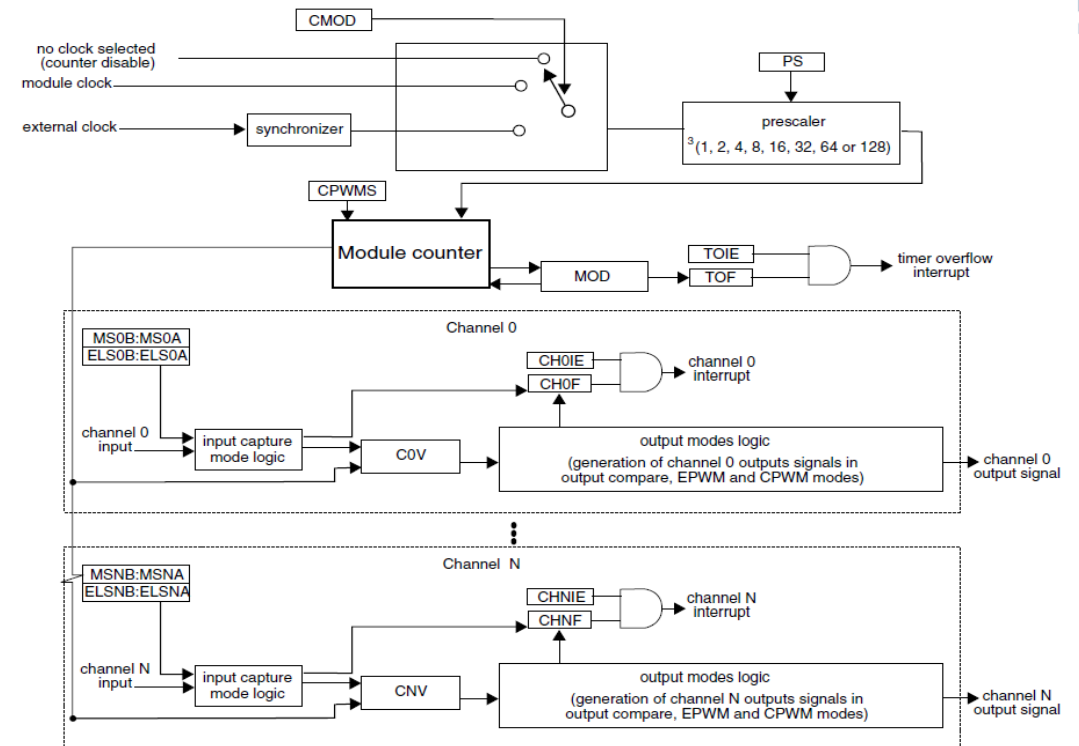 CMOD
no clock selected
(counter disable)
module clock
PS
external clock
synchronizer
prescaler
3(1, 2, 4, 8, 16, 32, 64 or 128)
CPWMS
Module counter
MOD
TOIE
TOF
timer overflow
interrupt
Channel 0
MS0B:MS0A
ELS0B:ELS0A
CH0IE
CH0F
channel 0
interrupt
channel 0
input
input capture
mode logic
C0V
output modes logic
(generation of channel 0 outputs signals in
output compare, EPWM and CPWM modes)
channel 0
output signal
Channel N
MSNB:MSNA
ELSNB:ELSNA
CHNIE
CHNF
channel N
interrupt
channel N
input
input capture
mode logic
CNV
output modes logic
(generation of channel N outputs signals in
output compare, EPWM and CPWM modes)
channel N
output signal